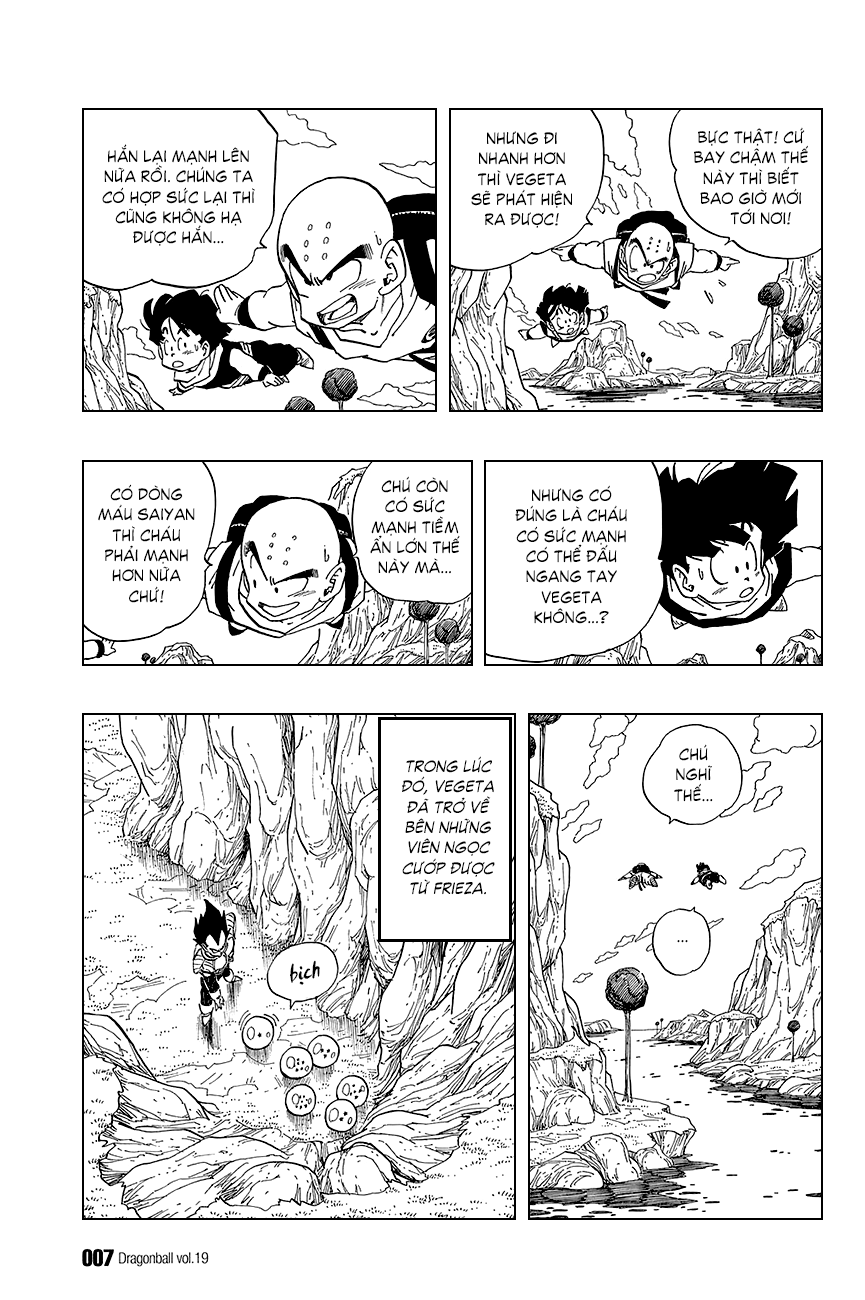 BỰC THẬT! CỨ
BAY CHẬM THẾ
NÀY THÌ BIẾT
BAO GIỜ MỚI
TỚI NƠI!
NHƯNG ĐI
NHANH HƠN
THÌ VEGETA
SẼ PHÁT HIỆN
RA ĐƯỢC!
HẮN LẠI MẠNH LÊN
NỮA RỒI. CHÚNG TA
CÓ HỢP SỨC LẠI THÌ
CŨNG KHÔNG HẠ
ĐƯỢC HẮN...
NHƯNG CÓ
ĐÚNG LÀ CHÁU
CÓ SỨC MẠNH
CÓ THỂ ĐẤU
NGANG TAY
VEGETA
KHÔNG...?
CHÚ CÒN
CÓ SỨC
MẠNH TIỀM
ẨN LỚN THẾ
NÀY MÀ...
CÓ DÒNG
MÁU SAIYAN
THÌ CHÁU
PHẢI MẠNH
HƠN NỮA
CHỨ!
CHÚ
NGHĨ
THẾ...
...
TRONG LÚC
ĐÓ, VEGETA
ĐÃ TRỞ VỀ
BÊN NHỮNG
VIÊN NGỌC
CƯỚP ĐƯỢC
TỪ FRIEZA.
bịch
007 Dragonball vol.19